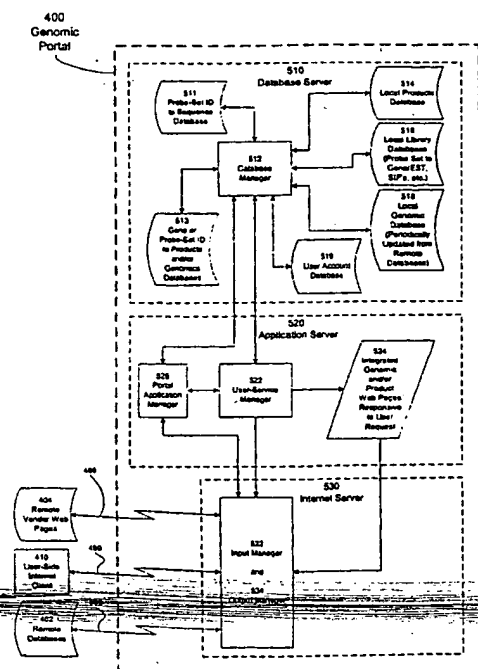 400
Genomic
Portal
510
Database Server
511
Probe-Set ID
to Sequence
Database
514
Local Products
Database
512
Database
Manager
516
Local Library
Databases
(Probe Set to
Gene/EST,
SIF's, etc.)
513
Gene or
Probe-Set ID
to Products
and/or
Genomics
Databases
518
Local
Genomic
Database
(Periodically
Updated from
Remote
Databases)
519
User Account
Database
520
Application Server
526
Portal
Application
Manager
522
User-Service
Manager
524
Integrated
Genomic
and/or
Product
Web Pages
Responsive
to User
Request
530
Internet Server
404
Remote
Vendor Web
Pages
410
User-Side
Internet
Client
402
Remote
Databases
532
Input Manager
and
534
Output Manager